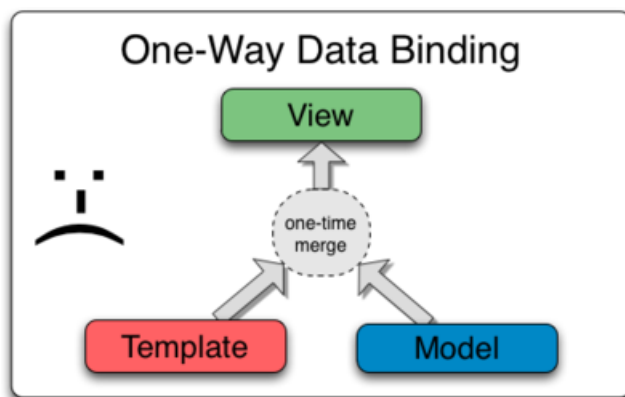 One-Way Data Binding
View
one-time
merge
Template
Model